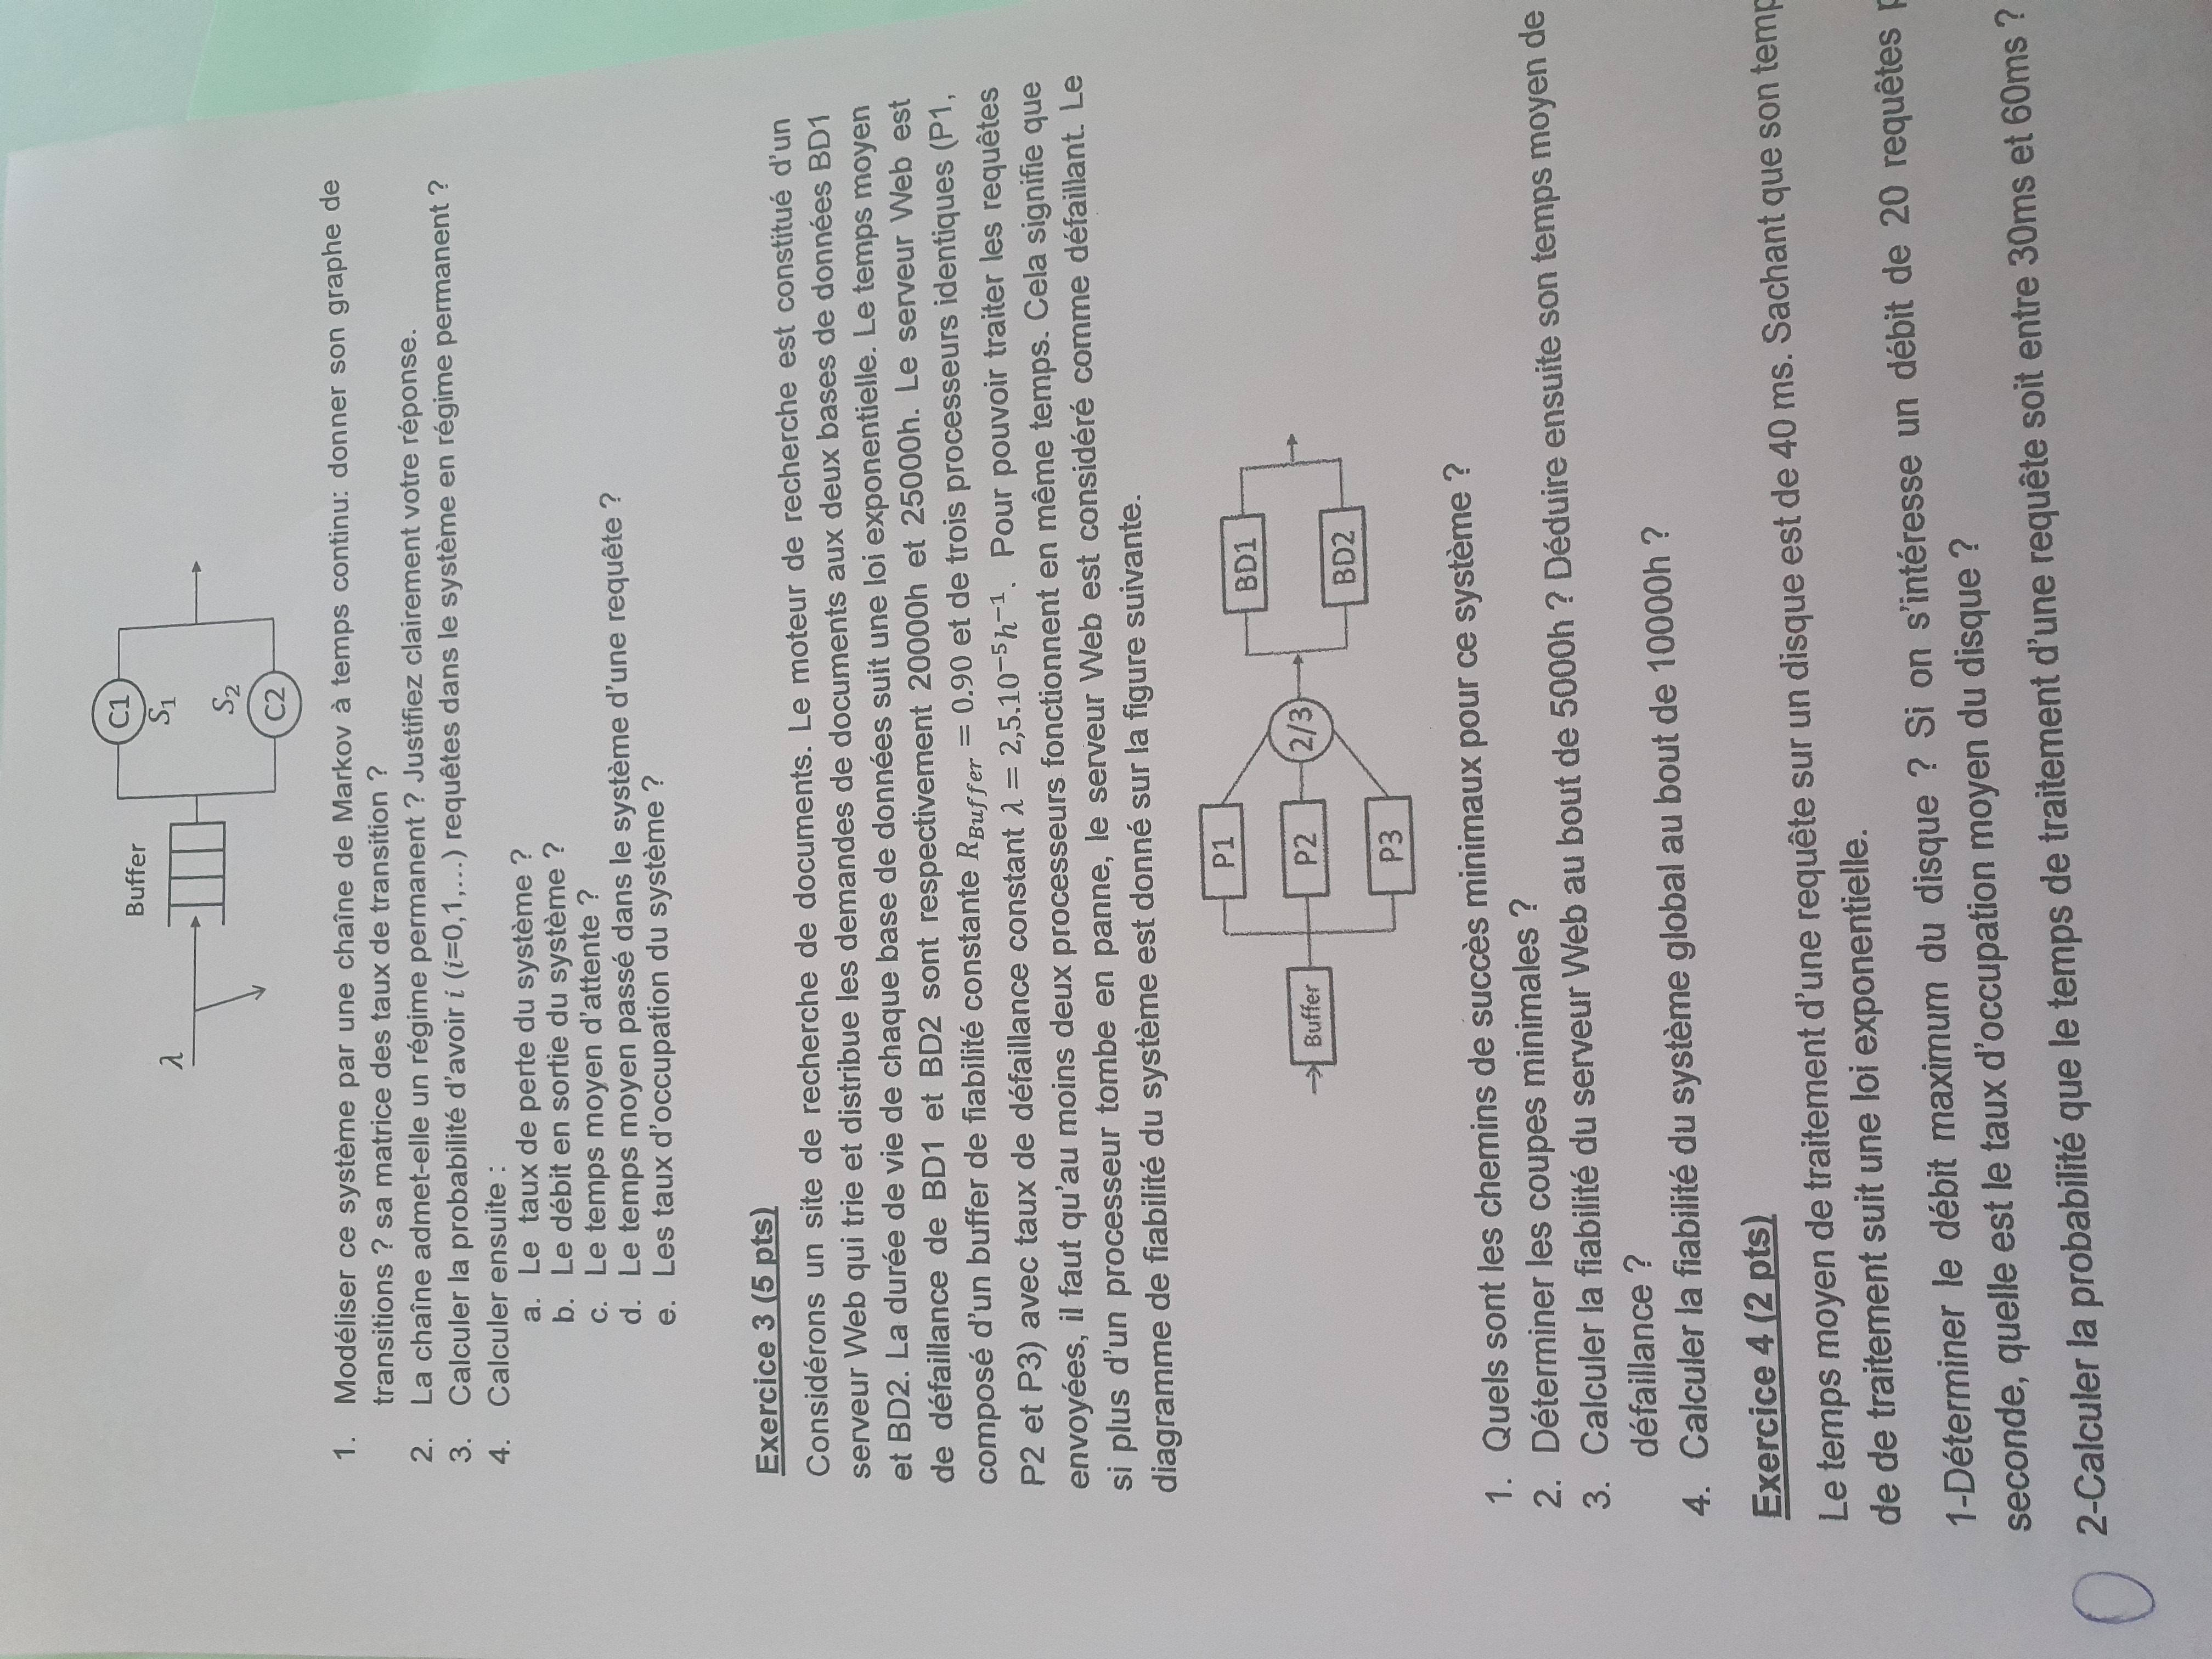 Buffer
C1
λ
S₁
S₂
C2
1. Modéliser ce système par une chaîne de Markov à temps continu: donner son graphe de
transitions ? sa matrice des taux de transition ?
2. La chaîne admet-elle un régime permanent ? Justifiez clairement votre réponse.
3. Calculer la probabilité d'avoir i (i=0,1,...) requêtes dans le système en régime permanent ?
4. Calculer ensuite :
a. Le taux de perte du système ?
b. Le débit en sortie du système ?
c. Le temps moyen d'attente ?
d. Le temps moyen passé dans le système d'une requête ?
e. Les taux d'occupation du système ?
Exercice 3 (5 pts)
Considérons un site de recherche de documents. Le moteur de recherche est constitué d'un
serveur Web qui trie et distribue les demandes de documents aux deux bases de données BD1
et BD2. La durée de vie de chaque base de données suit une loi exponentielle. Le temps moyen
de défaillance de BD1 et BD2 sont respectivement 20000h et 25000h. Le serveur Web est
composé d'un buffer de fiabilité constante R_Buffer = 0.90 et de trois processeurs identiques (P1,
P2 et P3) avec taux de défaillance constant λ = 2,5.10⁻⁵h⁻¹. Pour pouvoir traiter les requêtes
envoyées, il faut qu'au moins deux processeurs fonctionnent en même temps. Cela signifie que
si plus d'un processeur tombe en panne, le serveur Web est considéré comme défaillant. Le
diagramme de fiabilité du système est donné sur la figure suivante.
P1
BD1
Buffer
P2
2/3
BD2
P3
1. Quels sont les chemins de succès minimaux pour ce système ?
2. Déterminer les coupes minimales ?
3. Calculer la fiabilité du serveur Web au bout de 5000h ? Déduire ensuite son temps moyen de
défaillance ?
4. Calculer la fiabilité du système global au bout de 10000h ?
Exercice 4 (2 pts)
Le temps moyen de traitement d'une requête sur un disque est de 40 ms. Sachant que son temp
de de traitement suit une loi exponentielle.
1-Déterminer le débit maximum du disque ? Si on s'intéresse un débit de 20 requêtes p
seconde, quelle est le taux d'occupation moyen du disque ?
2-Calculer la probabilité que le temps de traitement d'une requête soit entre 30ms et 60ms ?